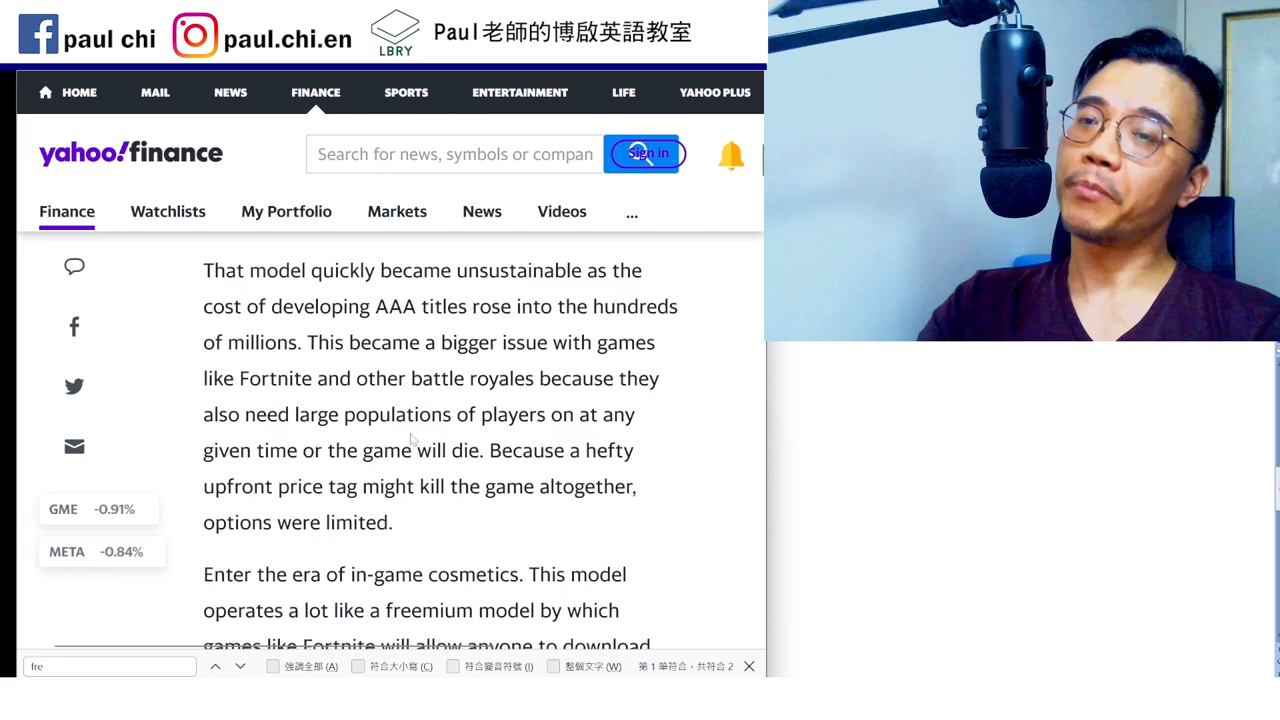 paul chi
paul.chi.en
LBRY
Paul老師的博啟英語教室
HOME MAIL NEWS FINANCE SPORTS ENTERTAINMENT LIFE YAHOO PLUS
yahoo!finance
Search for news, symbols or compan
Sign in
Finance Watchlists My Portfolio Markets News Videos ...
That model quickly became unsustainable as the
cost of developing AAA titles rose into the hundreds
of millions. This became a bigger issue with games
like Fortnite and other battle royales because they
also need large populations of players on at any
given time or the game will die. Because a hefty
upfront price tag might kill the game altogether,
options were limited.
GME -0.91%
META -0.84%
Enter the era of in-game cosmetics. This model
operates a lot like a freemium model by which
games like Fortnite will allow anyone to download
fre
強調全部 (A) 符合大小寫 (C) 符合變音符號 (I) 整個文字 (W) 第 1 筆符合，共符合 2